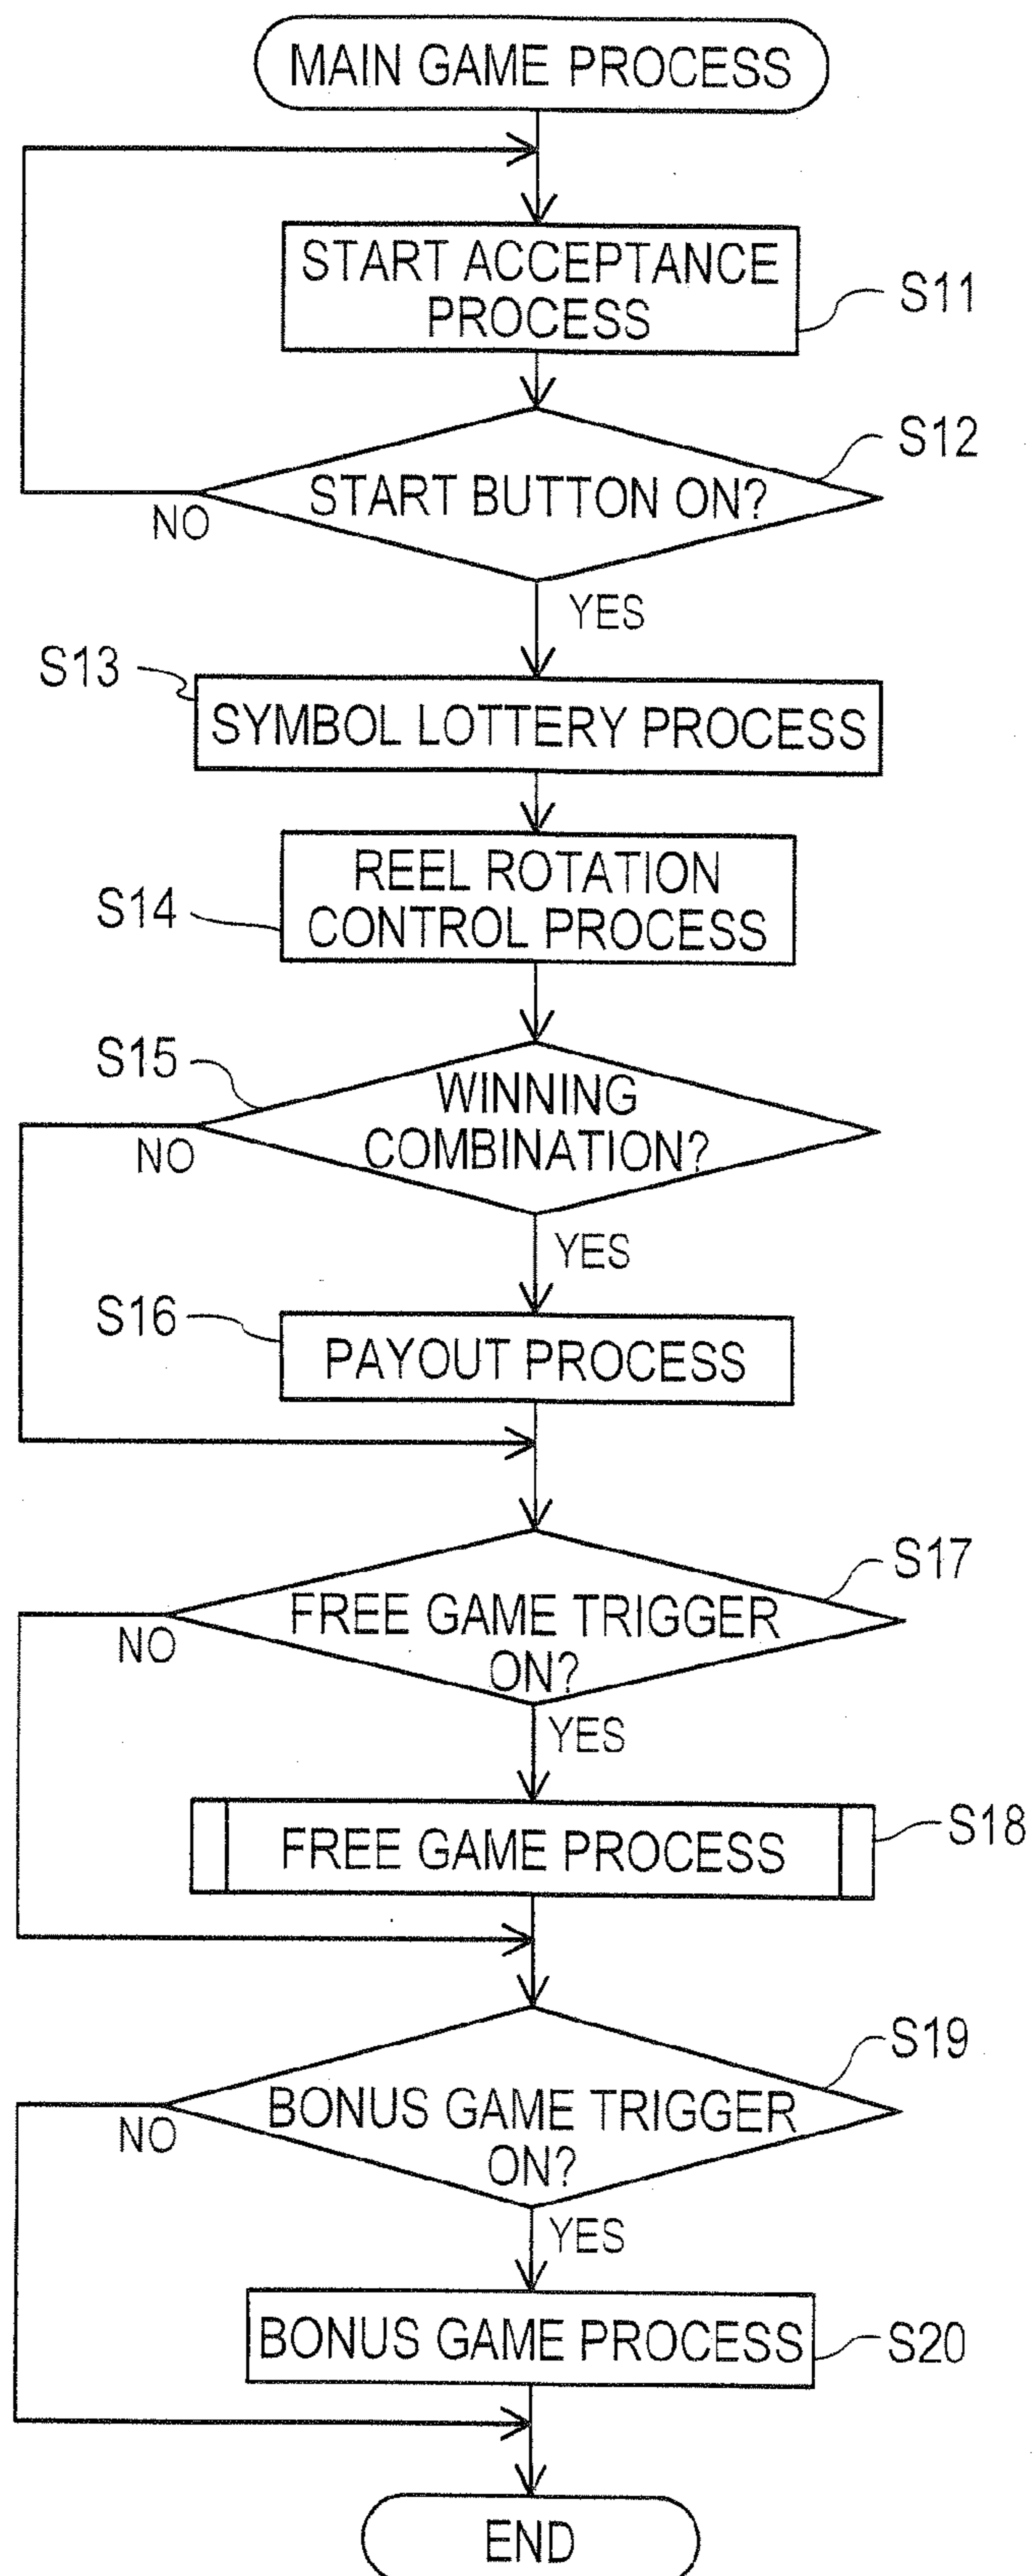 MAIN GAME PROCESS
START ACCEPTANCE
PROCESS
S11
S12
START BUTTON ON?
NO
YES
S13
SYMBOL LOTTERY PROCESS
REEL ROTATION
CONTROL PROCESS
S14
S15
WINNING
COMBINATION?
NO
YES
S16
PAYOUT PROCESS
S17
FREE GAME TRIGGER
ON?
NO
YES
FREE GAME PROCESS
S18
S19
BONUS GAME TRIGGER
ON?
NO
YES
BONUS GAME PROCESS
S20
END